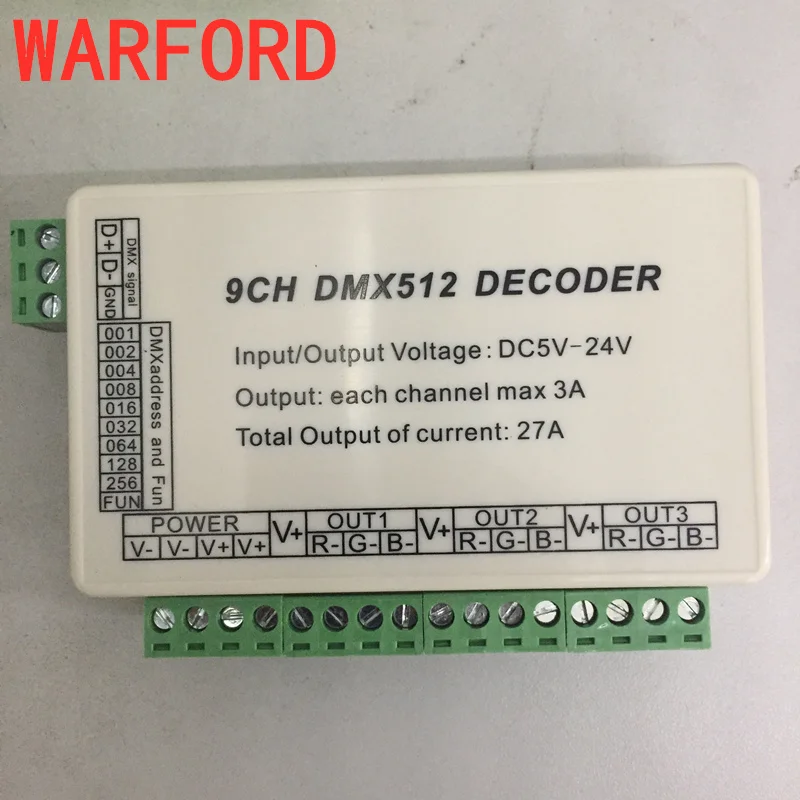 WARFORD
9CH DMX512 DECODER
Input/Output Voltage: DC5V-24V
Output: each channel max 3A
Total Output of current: 27A
D+ D- GND
DMX signal
001
002
004
008
016
032
064
128
256
FUN
DMXaddress and Fun
POWER V+ OUT1 V+ OUT2 V+ OUT3
V- V- V+ V+ R- G- B- R- G- B- R- G- B-